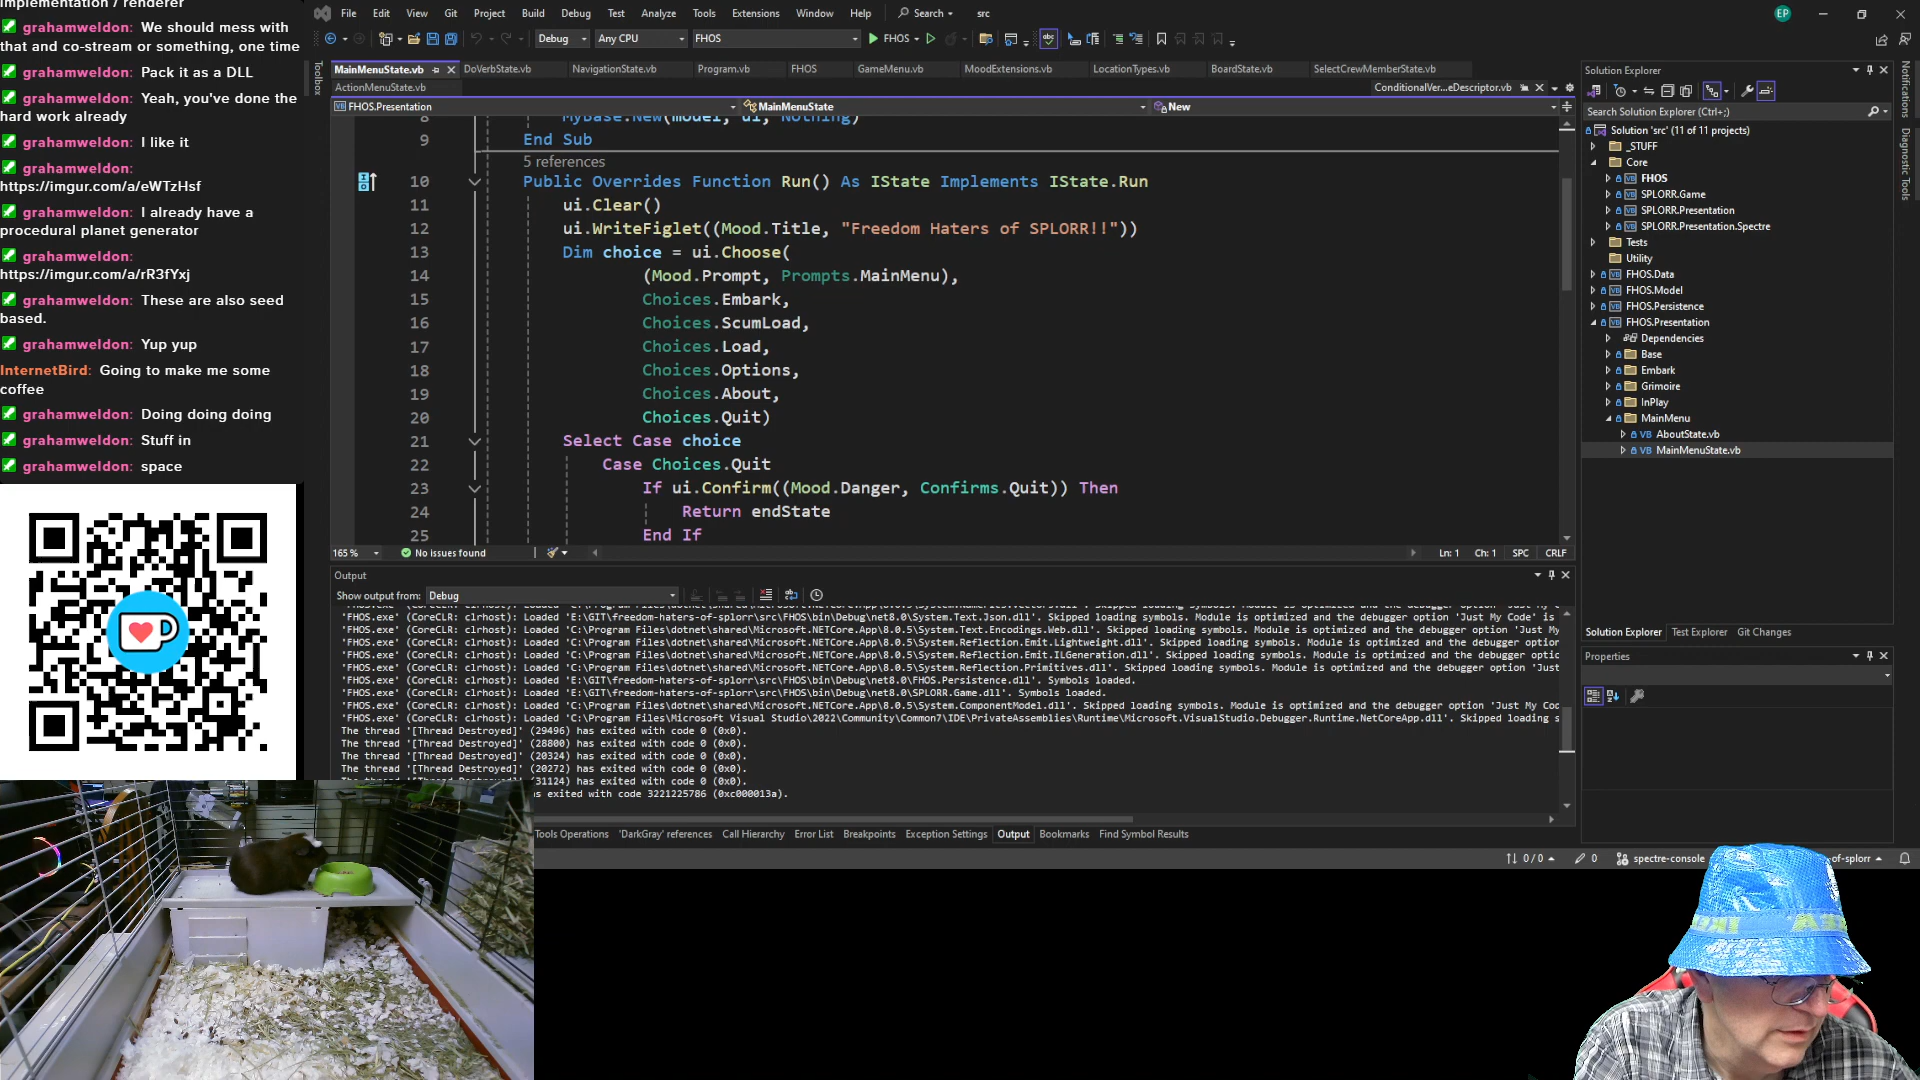 implementation / renderer
grahamweldon: We should mess with
that and co-stream or something, one time
grahamweldon: Pack it as a DLL
grahamweldon: Yeah, you've done the
hard work already
grahamweldon: I like it
grahamweldon:
https://imgur.com/a/eWTzHsf
grahamweldon: I already have a
procedural planet generator
grahamweldon:
https://imgur.com/a/rR3fYxj
grahamweldon: These are also seed
based.
grahamweldon: Yup yup
InternetBird: Going to make me some
coffee
grahamweldon: Doing doing doing
grahamweldon: Stuff in
grahamweldon: space
File Edit View Git Project Build Debug Test Analyze Tools Extensions Window Help Search src EP
Debug Any CPU FHOS FHOS
Toolbox
MainMenuState.vb DoVerbState.vb NavigationState.vb Program.vb FHOS GameMenu.vb MoodExtensions.vb LocationTypes.vb BoardState.vb SelectCrewMemberState.vb
ActionMenuState.vb ConditionalVer...eDescriptor.vb
FHOS.Presentation MainMenuState New
8 MyBase.New(model, ui, Nothing)
9 End Sub
5 references
10 Public Overrides Function Run() As IState Implements IState.Run
11 ui.Clear()
12 ui.WriteFiglet((Mood.Title, "Freedom Haters of SPLORR!!"))
13 Dim choice = ui.Choose(
14 (Mood.Prompt, Prompts.MainMenu),
15 Choices.Embark,
16 Choices.ScumLoad,
17 Choices.Load,
18 Choices.Options,
19 Choices.About,
20 Choices.Quit)
21 Select Case choice
22 Case Choices.Quit
23 If ui.Confirm((Mood.Danger, Confirms.Quit)) Then
24 Return endState
25 End If
165 % No issues found Ln: 1 Ch: 1 SPC CRLF
Output
Show output from: Debug
'FHOS.exe' (CoreCLR: clrhost): Loaded 'E:\GIT\freedom-haters-of-splorr\src\FHOS\bin\Debug\net8.0\System.Text.Json.dll'. Skipped loading symbols. Module is optimized and the debugger option 'Just My Code' is
'FHOS.exe' (CoreCLR: clrhost): Loaded 'C:\Program Files\dotnet\shared\Microsoft.NETCore.App\8.0.5\System.Text.Encodings.Web.dll'. Skipped loading symbols. Module is optimized and the debugger option 'Just My
'FHOS.exe' (CoreCLR: clrhost): Loaded 'C:\Program Files\dotnet\shared\Microsoft.NETCore.App\8.0.5\System.Reflection.Emit.Lightweight.dll'. Skipped loading symbols. Module is optimized and the debugger option
'FHOS.exe' (CoreCLR: clrhost): Loaded 'C:\Program Files\dotnet\shared\Microsoft.NETCore.App\8.0.5\System.Reflection.Emit.ILGeneration.dll'. Skipped loading symbols. Module is optimized and the debugger option
'FHOS.exe' (CoreCLR: clrhost): Loaded 'C:\Program Files\dotnet\shared\Microsoft.NETCore.App\8.0.5\System.Reflection.Primitives.dll'. Skipped loading symbols. Module is optimized and the debugger option 'Just
'FHOS.exe' (CoreCLR: clrhost): Loaded 'E:\GIT\freedom-haters-of-splorr\src\FHOS\bin\Debug\net8.0\FHOS.Persistence.dll'. Symbols loaded.
'FHOS.exe' (CoreCLR: clrhost): Loaded 'E:\GIT\freedom-haters-of-splorr\src\FHOS\bin\Debug\net8.0\SPLORR.Game.dll'. Symbols loaded.
'FHOS.exe' (CoreCLR: clrhost): Loaded 'C:\Program Files\dotnet\shared\Microsoft.NETCore.App\8.0.5\System.ComponentModel.dll'. Skipped loading symbols. Module is optimized and the debugger option 'Just My Co
'FHOS.exe' (CoreCLR: clrhost): Loaded 'C:\Program Files\Microsoft Visual Studio\2022\Community\Common7\IDE\PrivateAssemblies\Runtime\Microsoft.VisualStudio.Debugger.Runtime.NetCoreApp.dll'. Skipped loading s
The thread '[Thread Destroyed]' (29496) has exited with code 0 (0x0).
The thread '[Thread Destroyed]' (28800) has exited with code 0 (0x0).
The thread '[Thread Destroyed]' (20324) has exited with code 0 (0x0).
The thread '[Thread Destroyed]' (20272) has exited with code 0 (0x0).
31124) has exited with code 0 (0x0).
s exited with code 3221225786 (0xc000013a).
Tools Operations 'DarkGray' references Call Hierarchy Error List Breakpoints Exception Settings Output Bookmarks Find Symbol Results
0 / 0 0 spectre-console of-splorr
Solution Explorer
Search Solution Explorer (Ctrl+;)
Solution 'src' (11 of 11 projects)
_STUFF
Core
FHOS
SPLORR.Game
SPLORR.Presentation
SPLORR.Presentation.Spectre
Tests
Utility
FHOS.Data
FHOS.Model
FHOS.Persistence
FHOS.Presentation
Dependencies
Base
Embark
Grimoire
InPlay
MainMenu
AboutState.vb
MainMenuState.vb
Solution Explorer Test Explorer Git Changes
Properties
Notifications
Diagnostic Tools